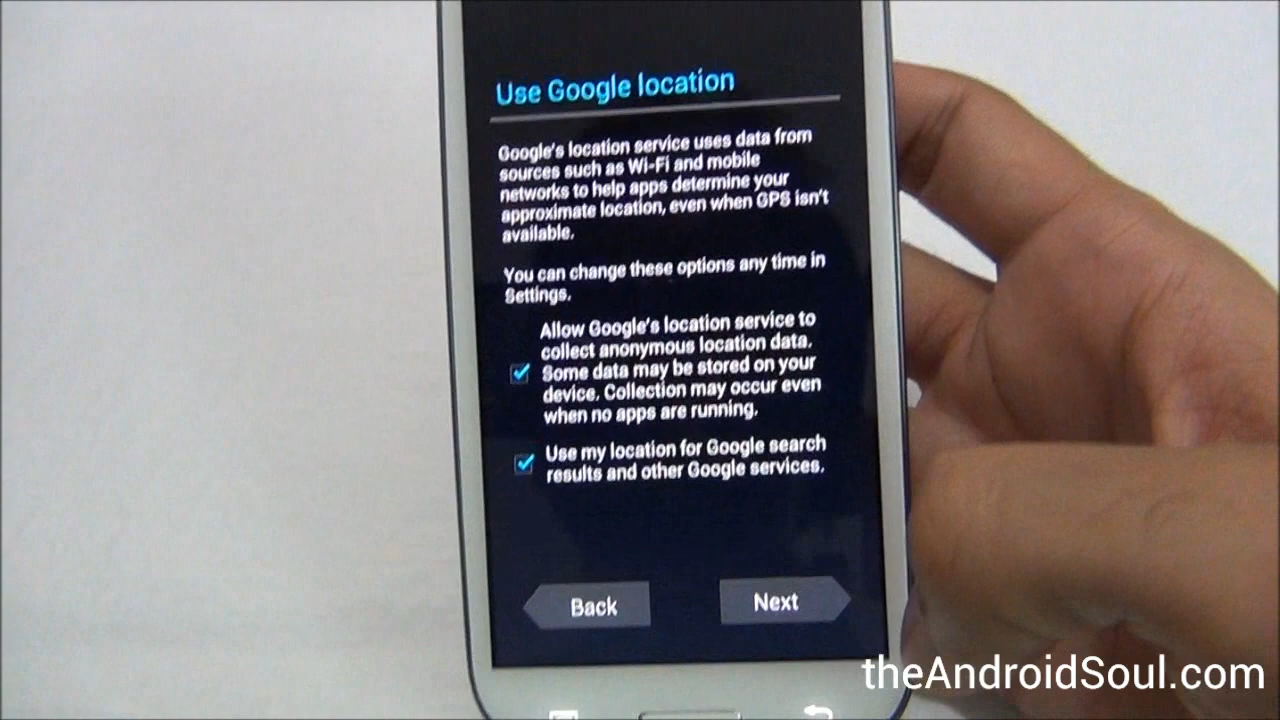 Use Google location
Google's location service uses data from
sources such as Wi-Fi and mobile
networks to help apps determine your
approximate location, even when GPS isn't
available.
You can change these options any time in
Settings.
Allow Google's location service to
collect anonymous location data.
Some data may be stored on your
device. Collection may occur even
when no apps are running.
Use my location for Google search
results and other Google services.
Back
Next
theAndroidSoul.com